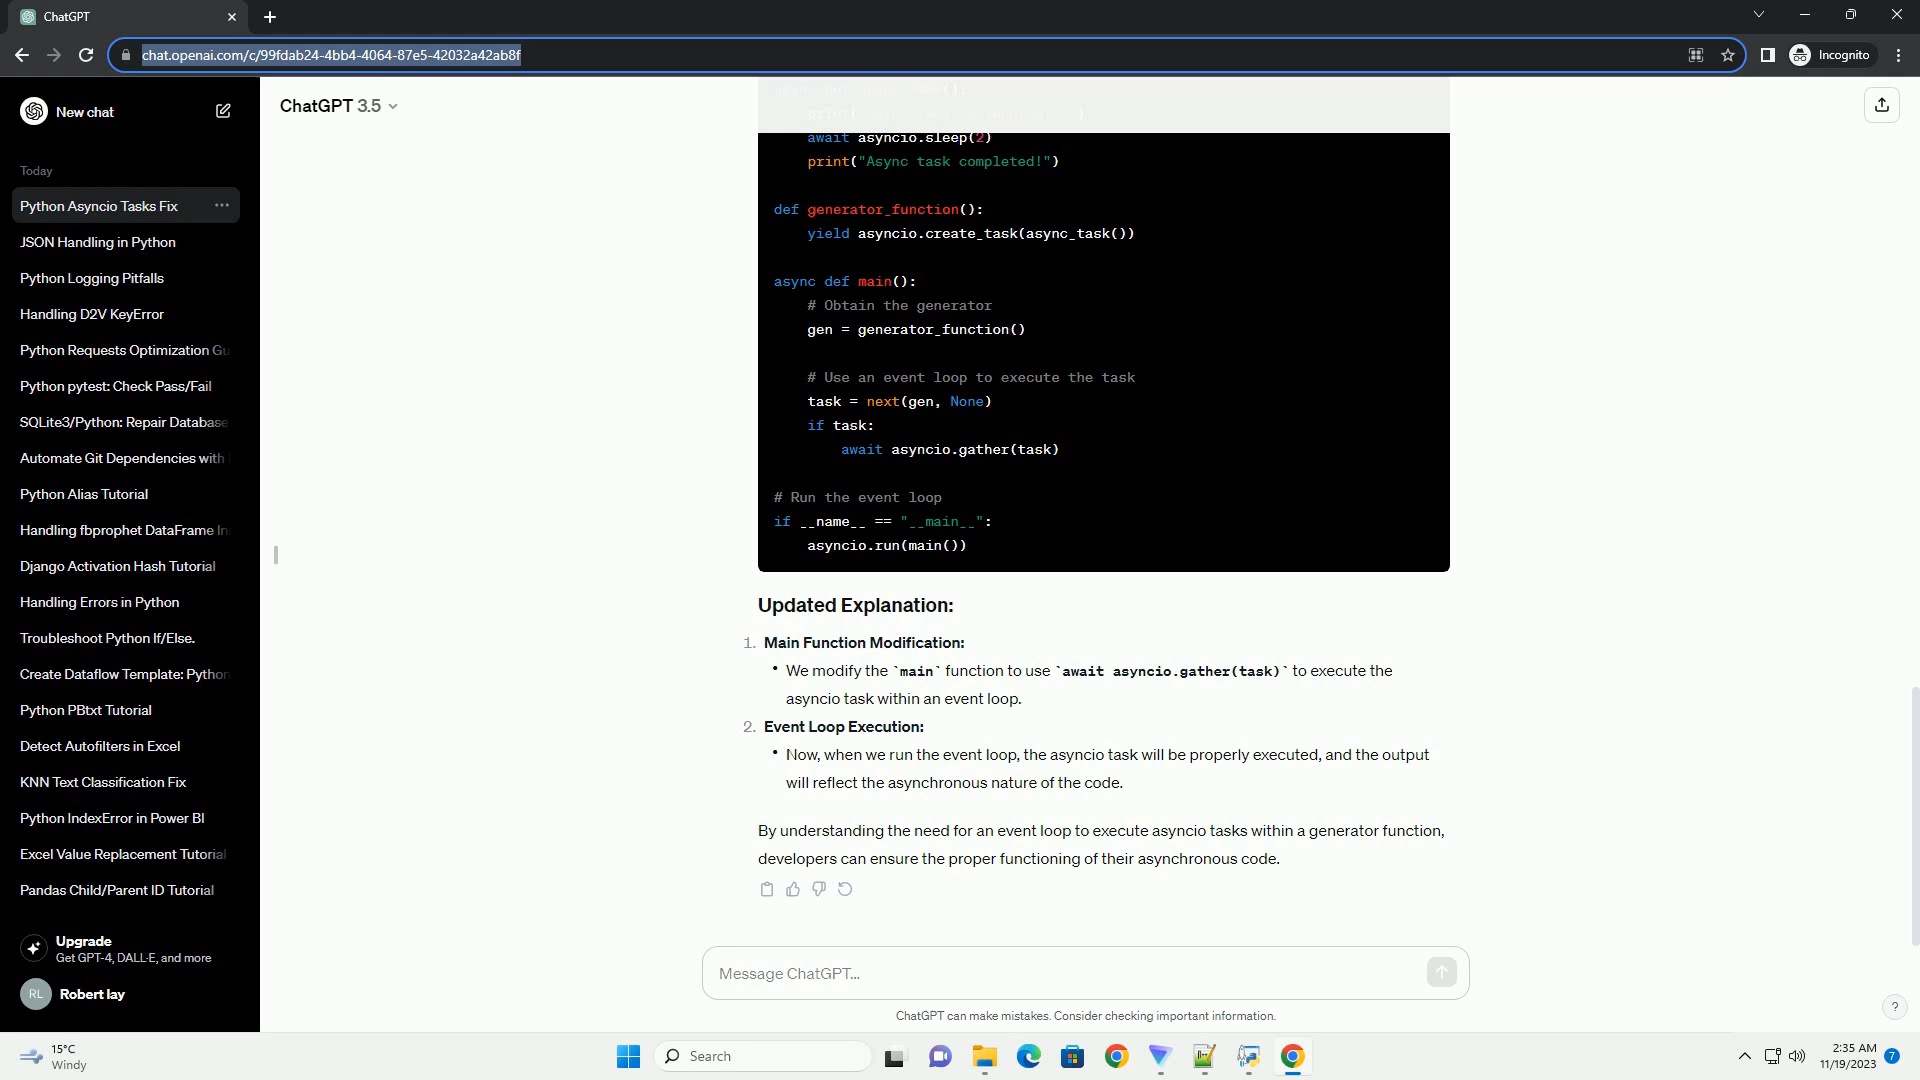 ChatGPT
chat.openai.com/c/99fdab24-4bb4-4064-87e5-42032a42ab8f
Incognito
New chat
Today
Python Asyncio Tasks Fix
JSON Handling in Python
Python Logging Pitfalls
Handling D2V KeyError
Python Requests Optimization Gu
Python pytest: Check Pass/Fail
SQLite3/Python: Repair Database
Automate Git Dependencies with
Python Alias Tutorial
Handling fbprophet DataFrame In
Django Activation Hash Tutorial
Handling Errors in Python
Troubleshoot Python If/Else.
Create Dataflow Template: Python
Python PBtxt Tutorial
Detect Autofilters in Excel
KNN Text Classification Fix
Python IndexError in Power BI
Excel Value Replacement Tutorial
Pandas Child/Parent ID Tutorial
Upgrade
Get GPT-4, DALL·E, and more
RL
Robert lay
ChatGPT 3.5
await asyncio.sleep(2)
print("Async task completed!")
def generator_function():
yield asyncio.create_task(async_task())
async def main():
# Obtain the generator
gen = generator_function()
# Use an event loop to execute the task
task = next(gen, None)
if task:
await asyncio.gather(task)
# Run the event loop
if __name__ == "__main__":
asyncio.run(main())
Updated Explanation:
1. Main Function Modification:
• We modify the `main` function to use `await asyncio.gather(task)` to execute the
asyncio task within an event loop.
2. Event Loop Execution:
• Now, when we run the event loop, the asyncio task will be properly executed, and the output
will reflect the asynchronous nature of the code.
By understanding the need for an event loop to execute asyncio tasks within a generator function,
developers can ensure the proper functioning of their asynchronous code.
Message ChatGPT...
ChatGPT can make mistakes. Consider checking important information.
?
15°C
Windy
Search
2:35 AM
11/19/2023
7